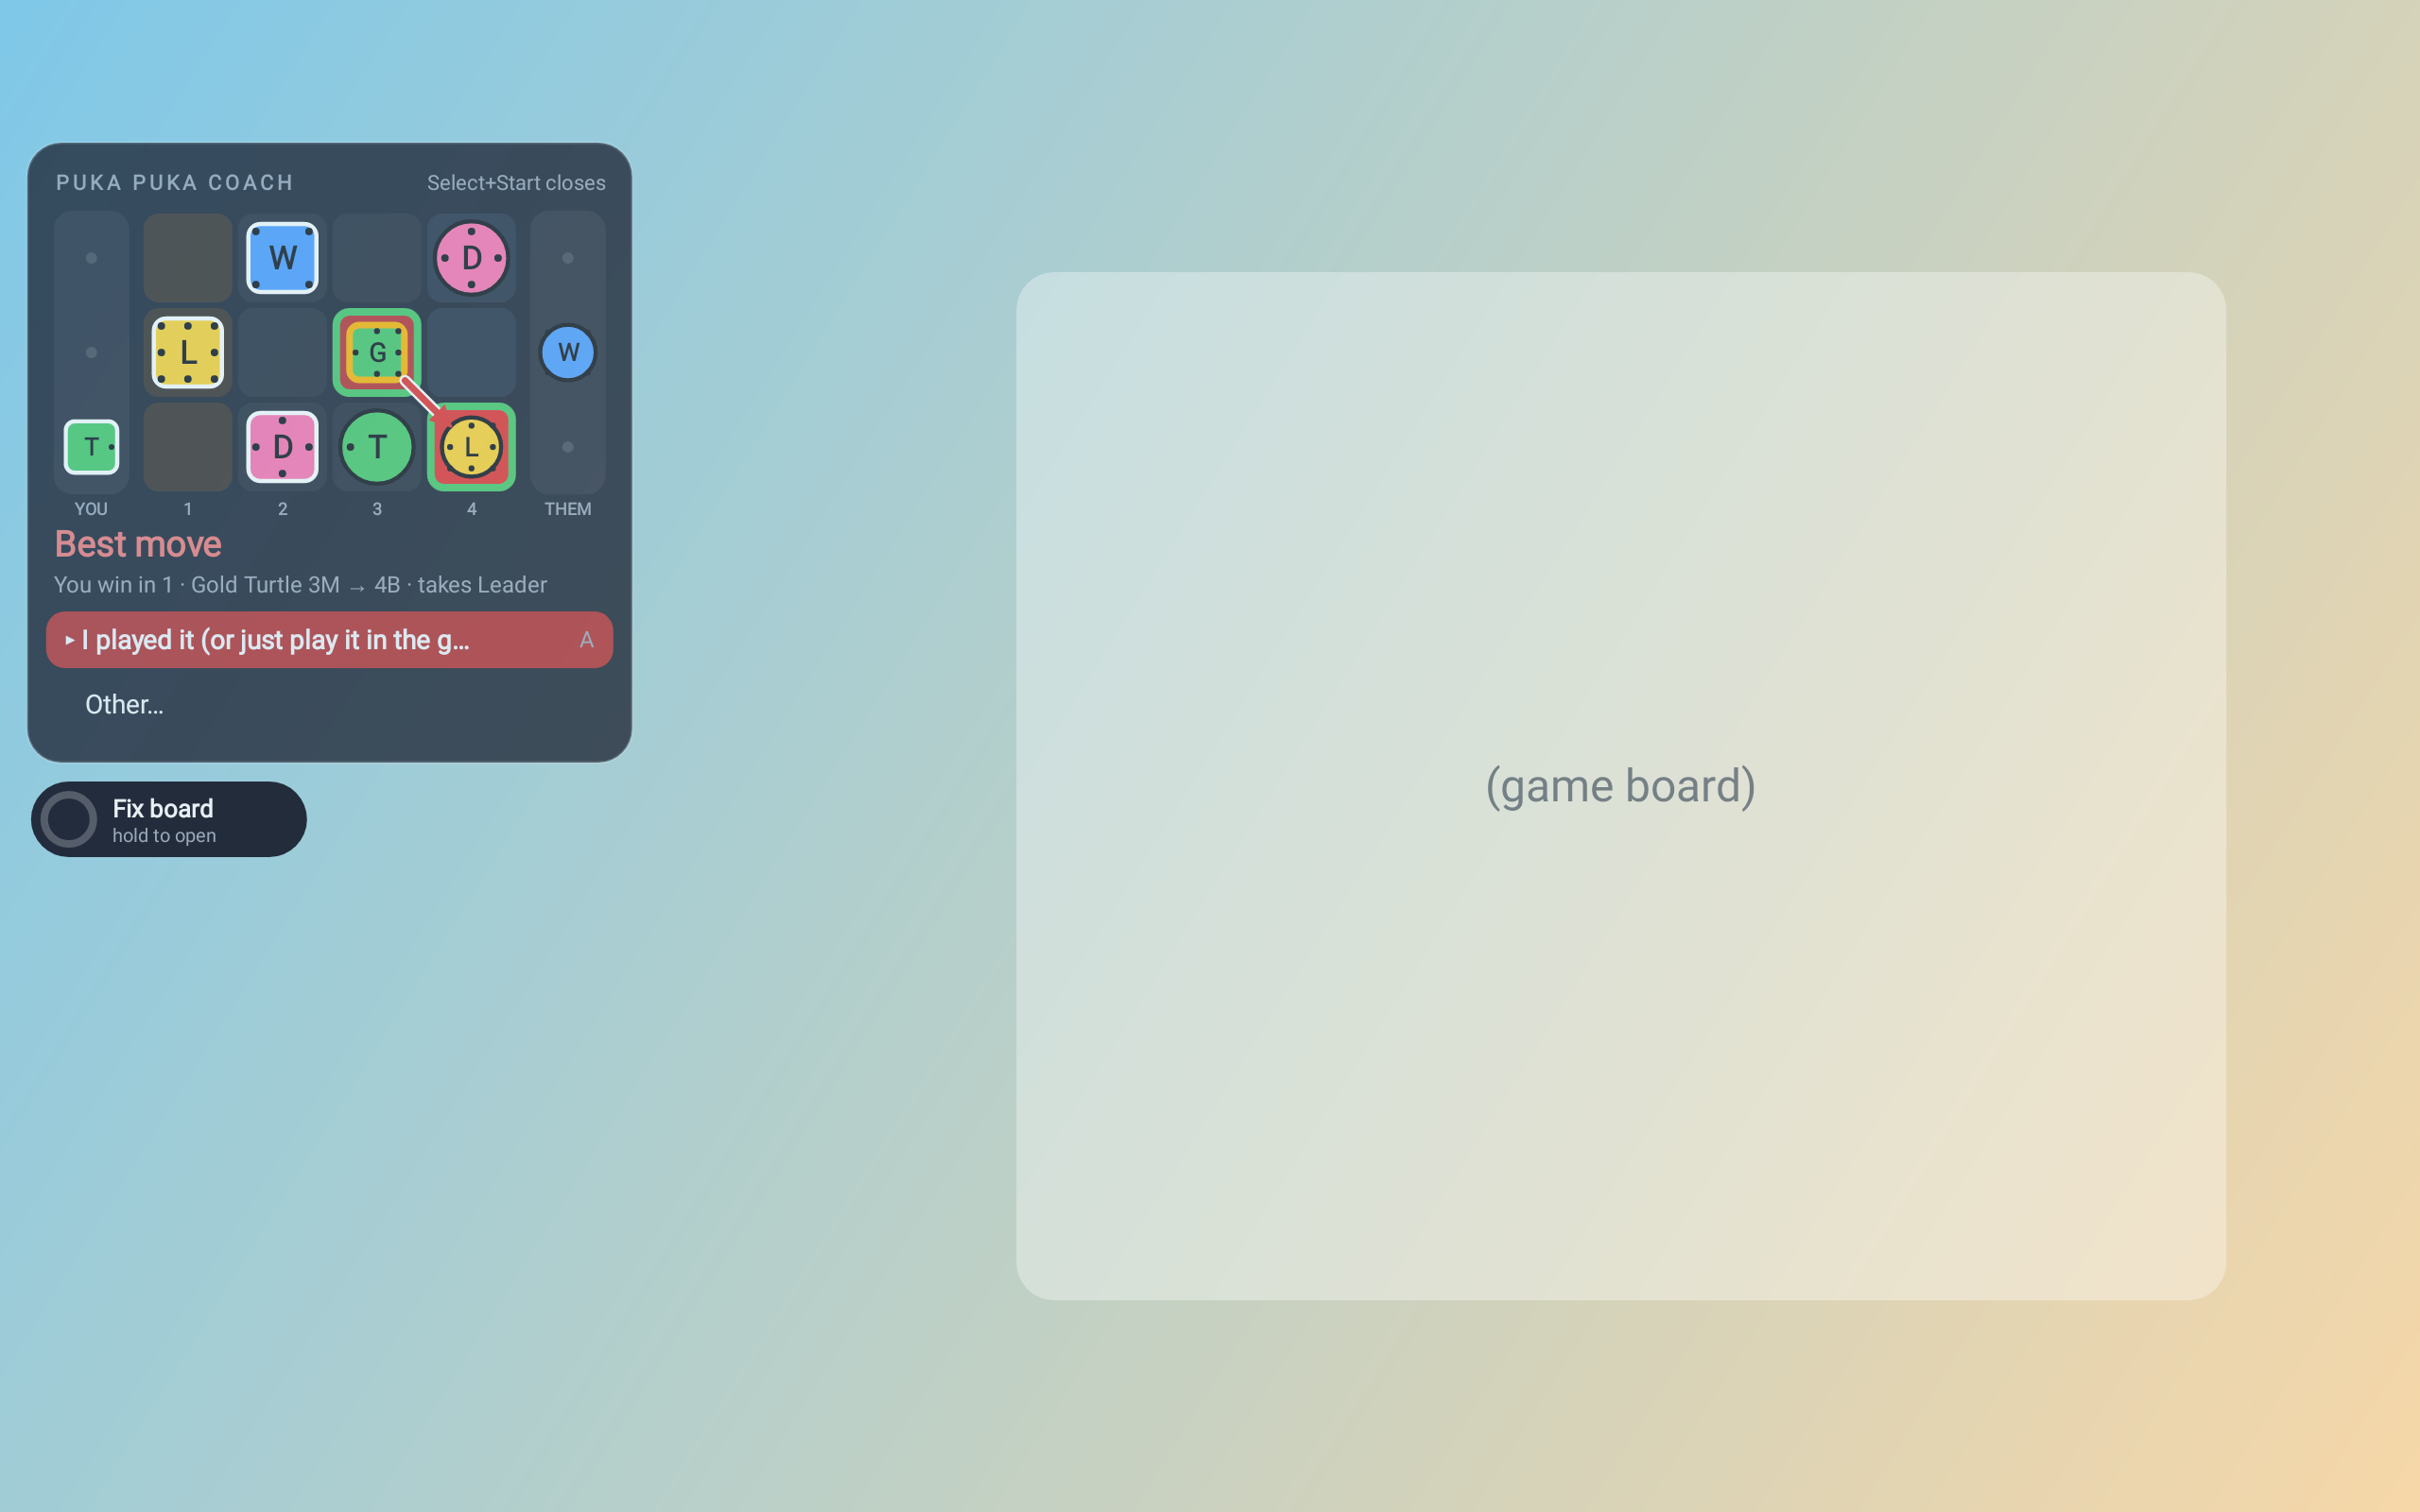 PUKA PUKA COACH Select+Start closes
W D
L G W
T D T L
YOU 1 2 3 4 THEM
Best move
You win in 1 · Gold Turtle 3M → 4B · takes Leader
▸ I played it (or just play it in the g… A
Other…
Fix board
hold to open
(game board)